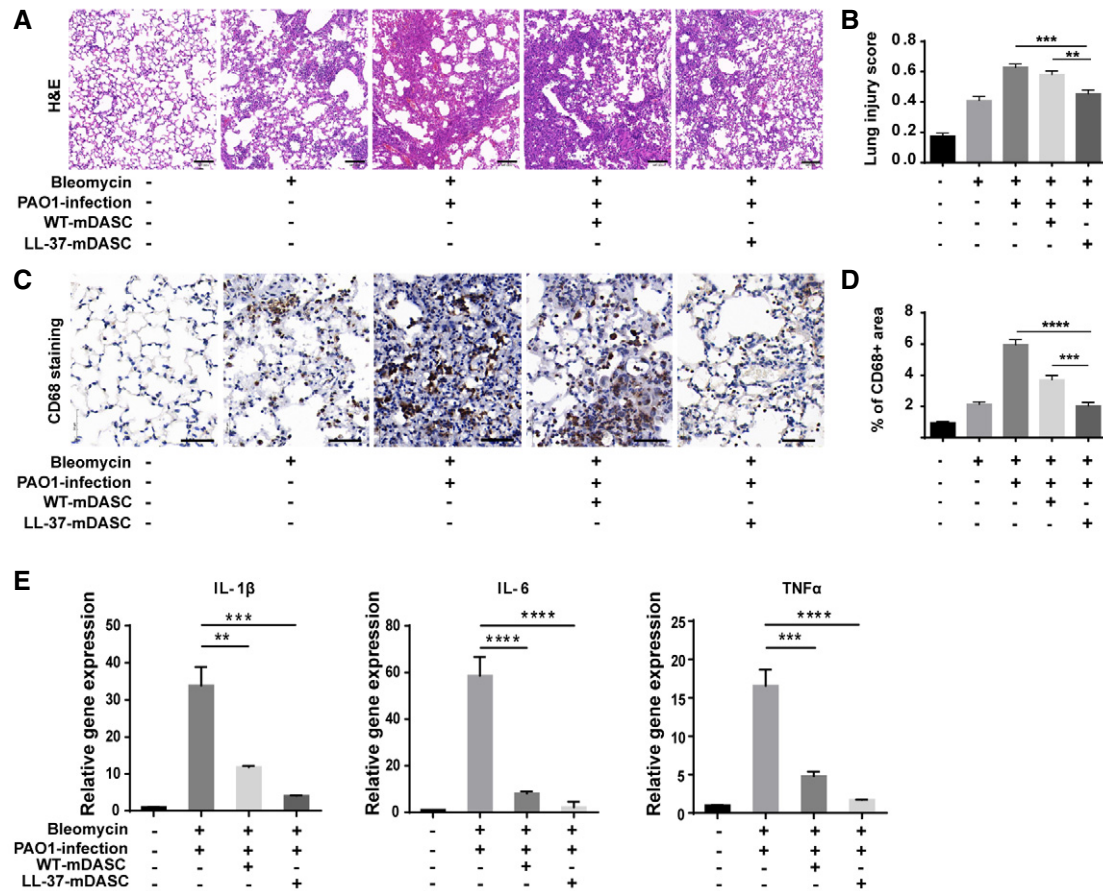 A
H&E
Bleomycin - + + + +
PAO1-infection - - + + +
WT-mDASC - - - + -
LL-37-mDASC - - - - +
B
Lung injury score
0.8
0.6
0.4
0.2
0.0
***
**
- + + + +
- - + + +
- - - + -
- - - - +
C
CD68 staining
Bleomycin - + + + +
PAO1-infection - - + + +
WT-mDASC - - - + -
LL-37-mDASC - - - - +
D
% of CD68+ area
8
6
4
2
****
***
- + + + +
- - + + +
- - - + -
- - - - +
E
IL-1β
Relative gene expression
50
40
30
20
10
0
***
**
Bleomycin - + + +
PAO1-infection - + + +
WT-mDASC - - + -
LL-37-mDASC - - - +
IL-6
Relative gene expression
80
60
40
20
0
****
****
- + + +
- + + +
- - + -
- - - +
TNFα
Relative gene expression
25
20
15
10
5
0
****
***
- + + +
- + + +
- - + -
- - - +